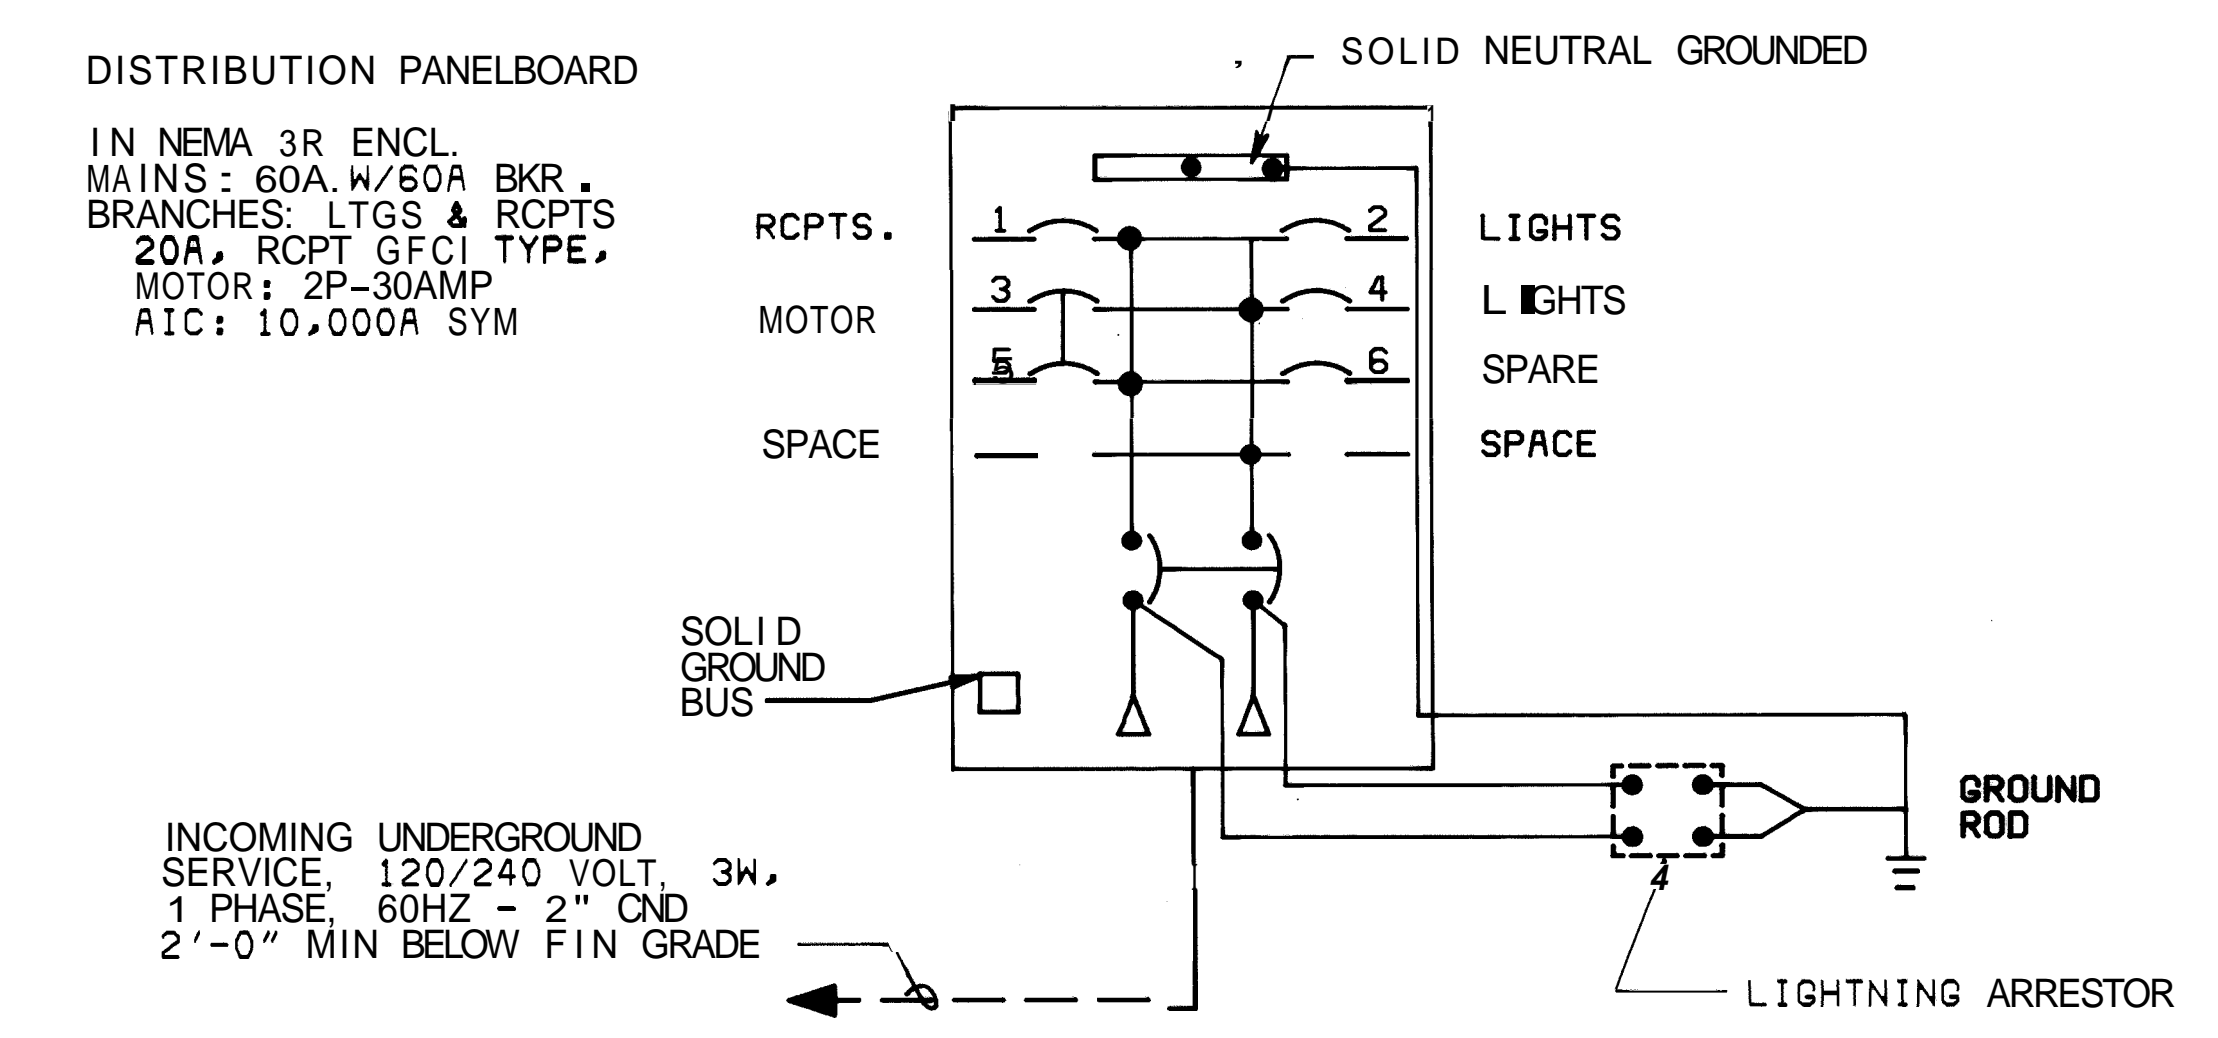 DISTRIBUTION PANELBOARD
IN NEMA 3R ENCL.
MAINS: 60A. W/60A BKR.
BRANCHES: LTGS & RCPTS
20A, RCPT GFCI TYPE,
MOTOR: 2P-30AMP
AIC: 10,000A SYM
SOLID NEUTRAL GROUNDED
RCPTS. 1 2 LIGHTS
MOTOR 3 4 LIGHTS
5 6 SPARE
SPACE SPACE
SOLID
GROUND
BUS
GROUND
ROD
4
LIGHTNING ARRESTOR
INCOMING UNDERGROUND
SERVICE, 120/240 VOLT, 3W,
1 PHASE, 60HZ - 2" CND
2'-0" MIN BELOW FIN GRADE